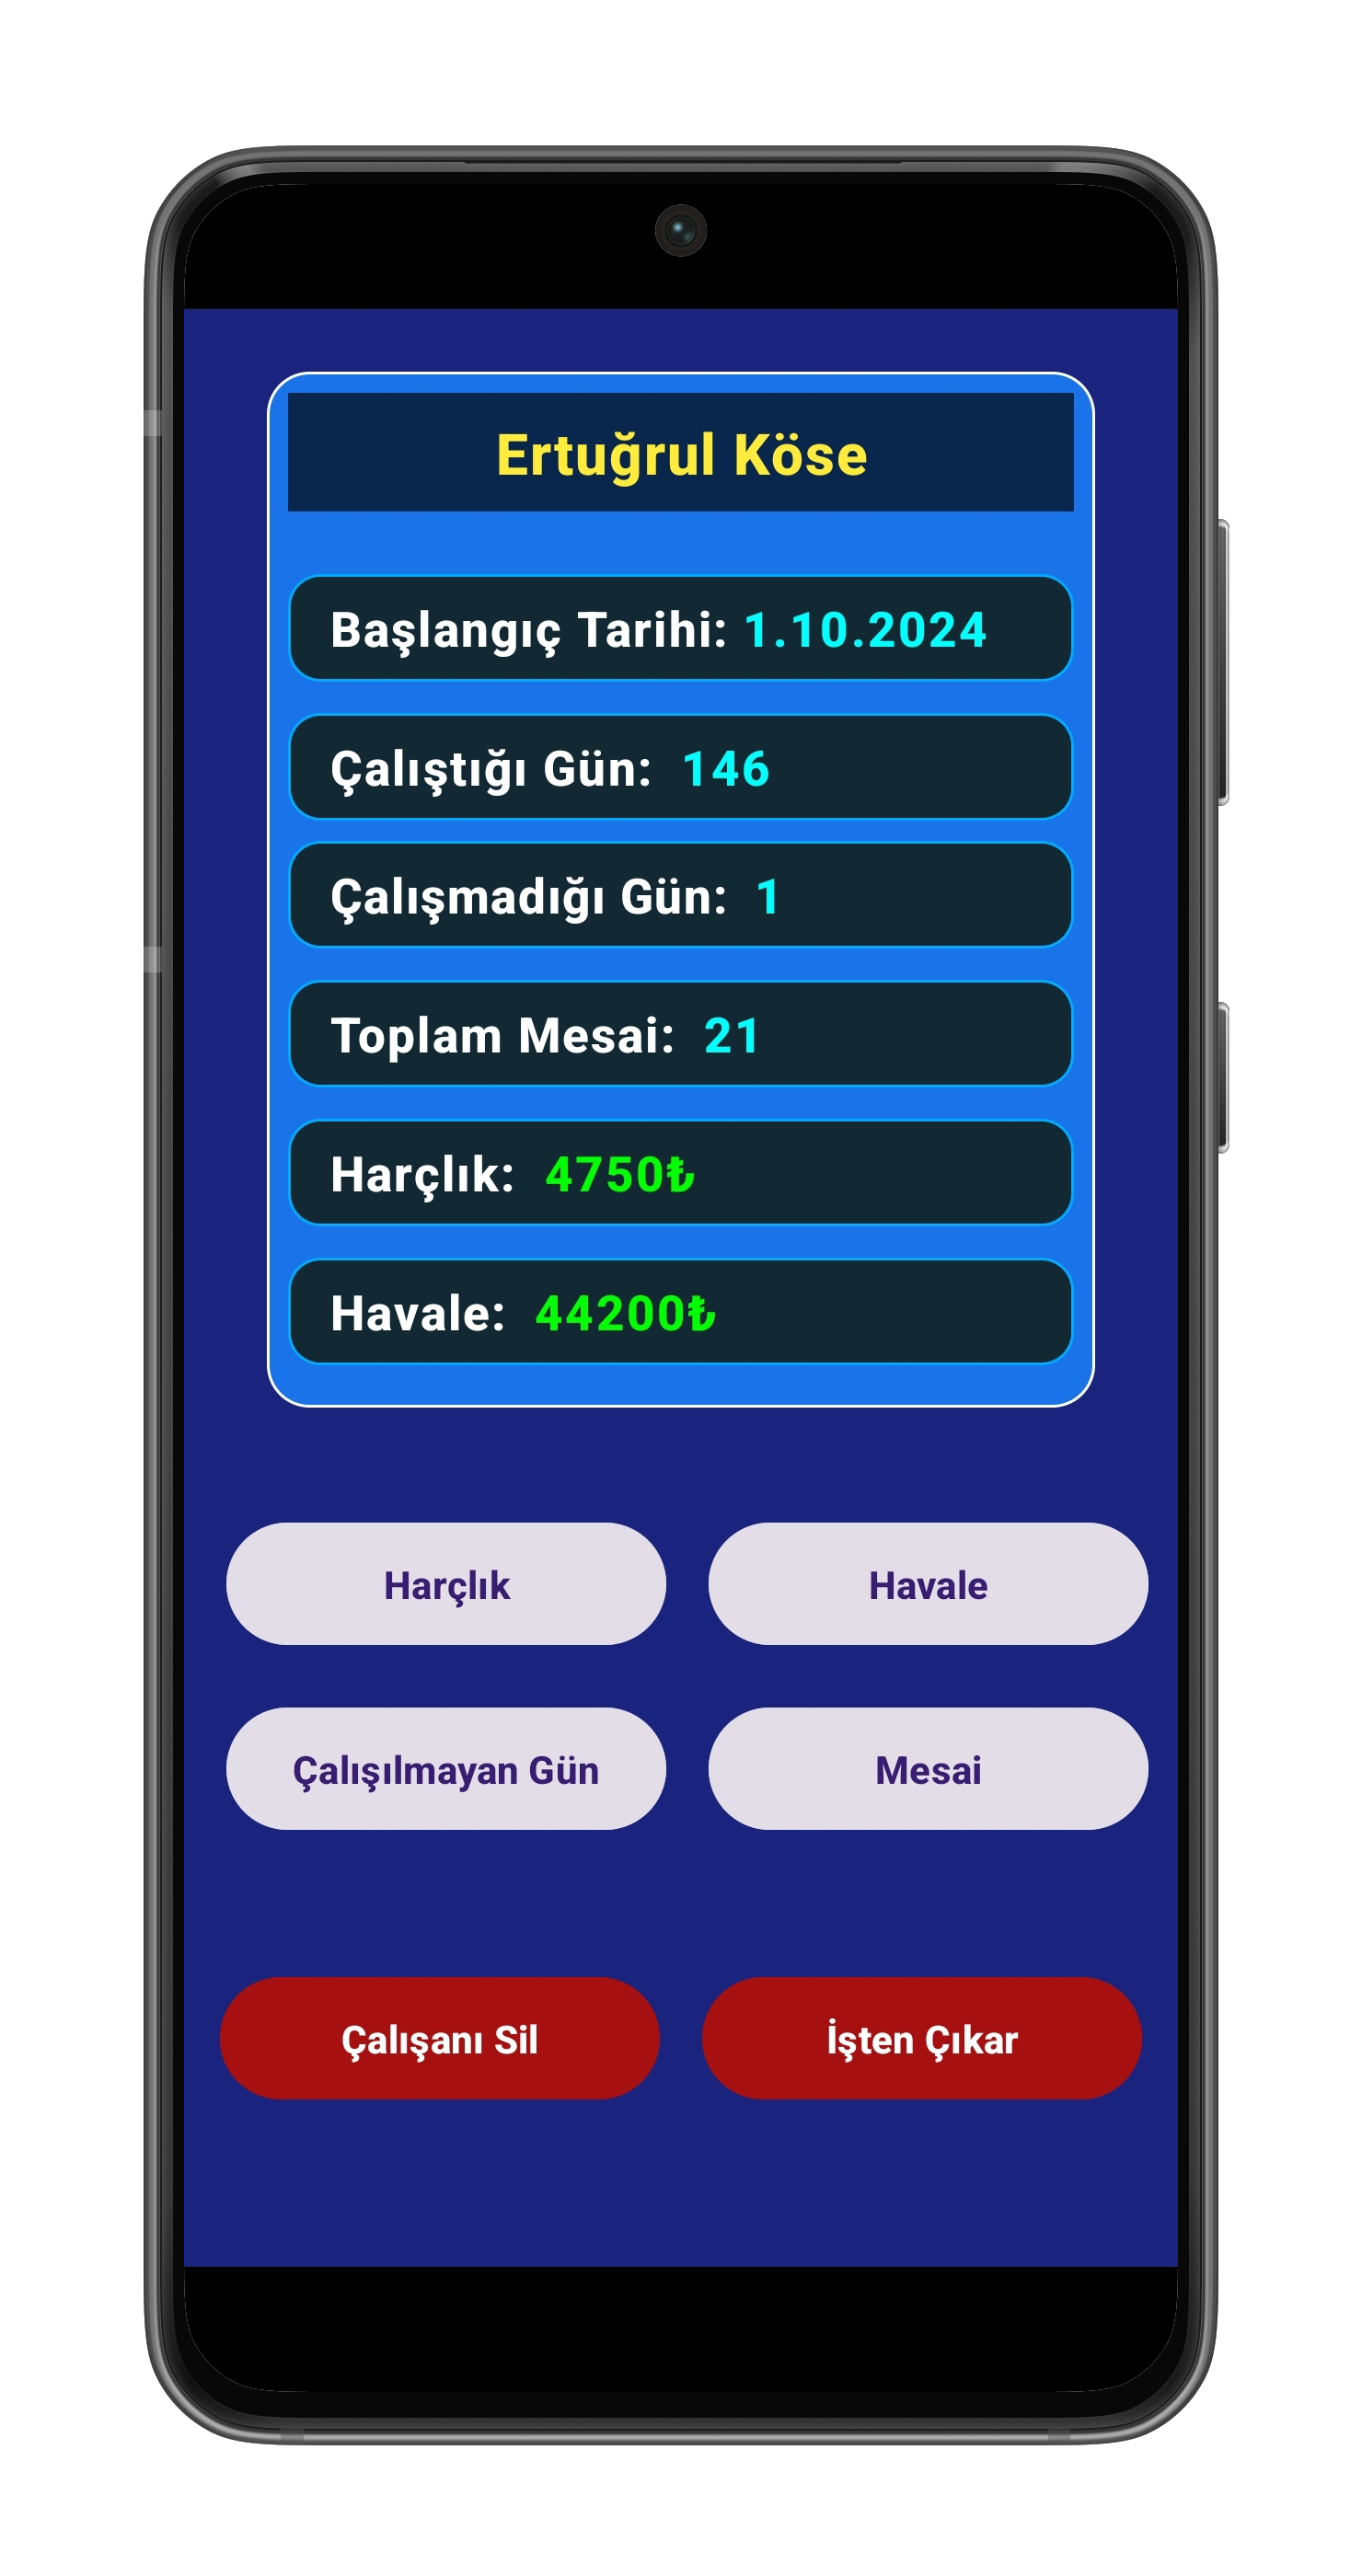 Ertuğrul Köse
Başlangıç Tarihi: 1.10.2024
Çalıştığı Gün: 146
Çalışmadığı Gün: 1
Toplam Mesai: 21
Harçlık: 4750₺
Havale: 44200₺
Harçlık Havale
Çalışılmayan Gün Mesai
Çalışanı Sil İşten Çıkar